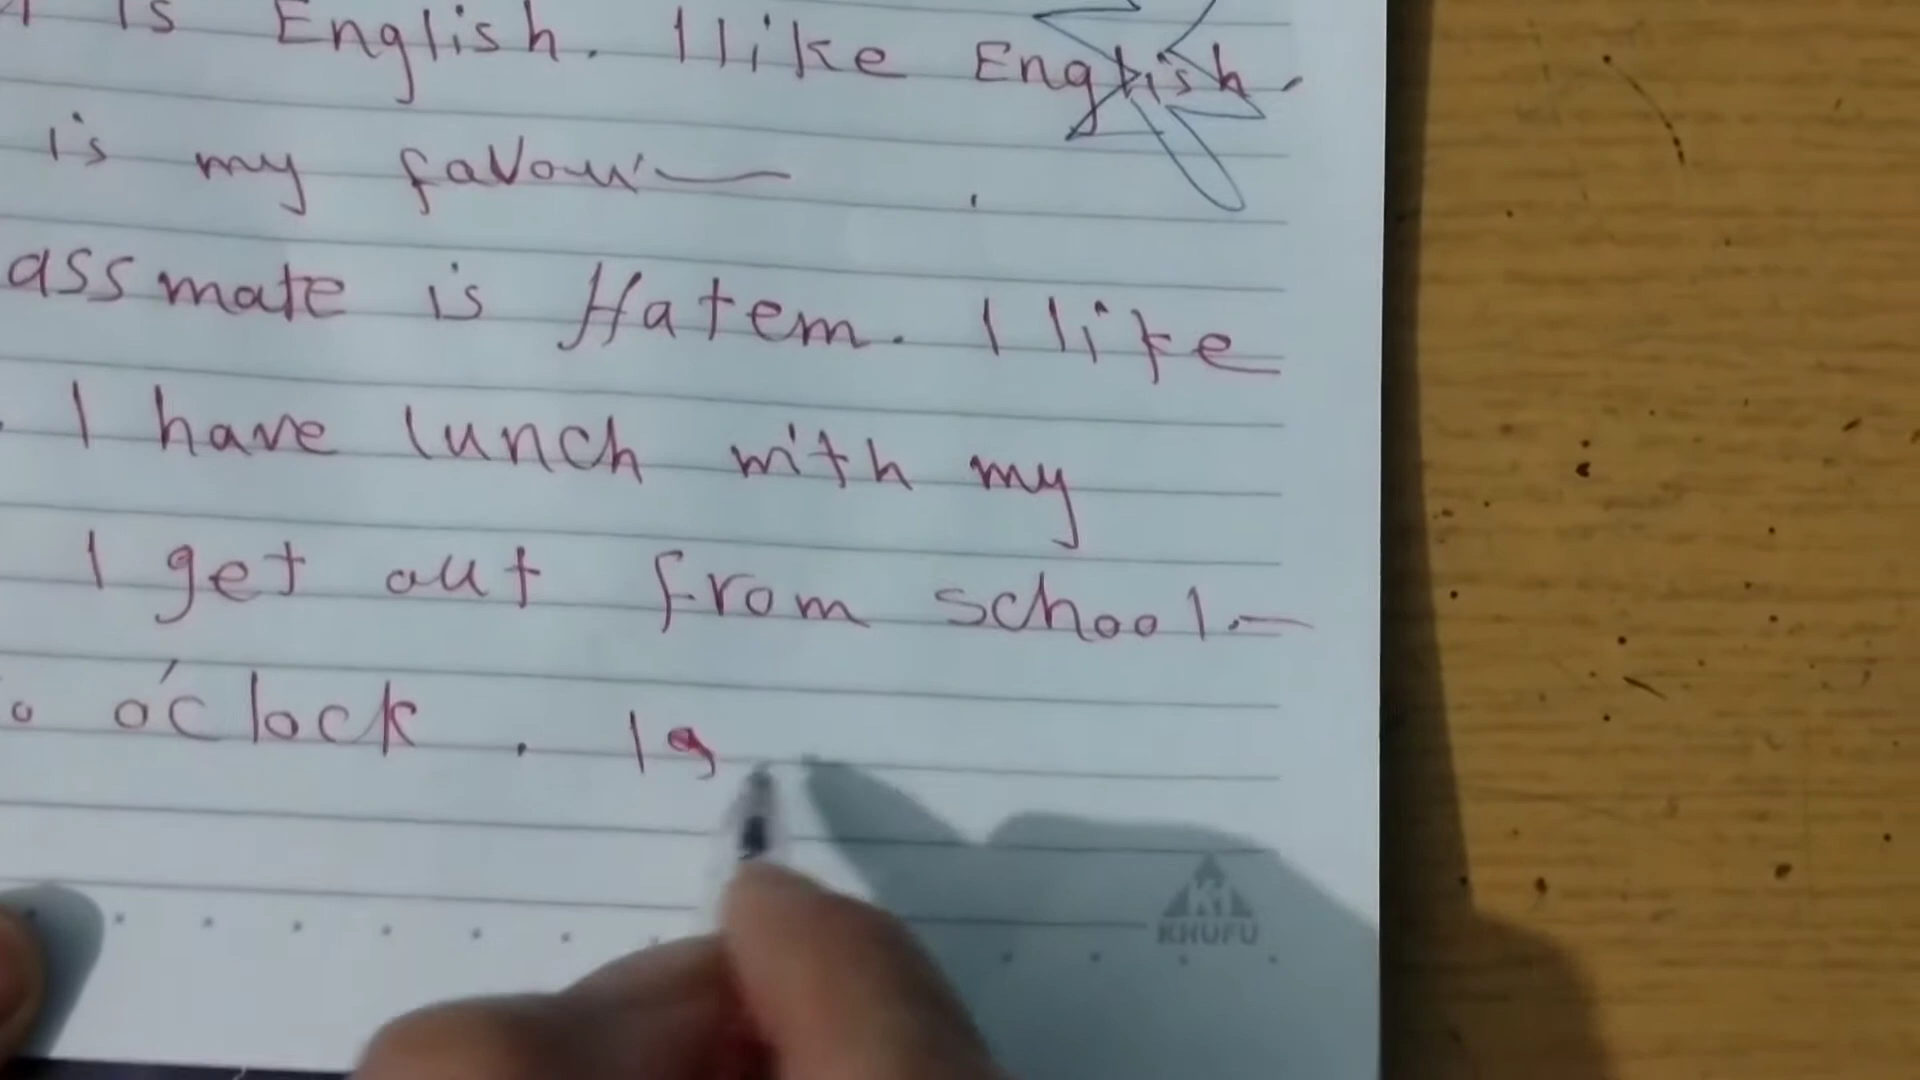 is English. I like English.
is my favour
assmate is Hatem. I like
I have lunch with my
I get out from school.
o o'clock. I g
KHUFU